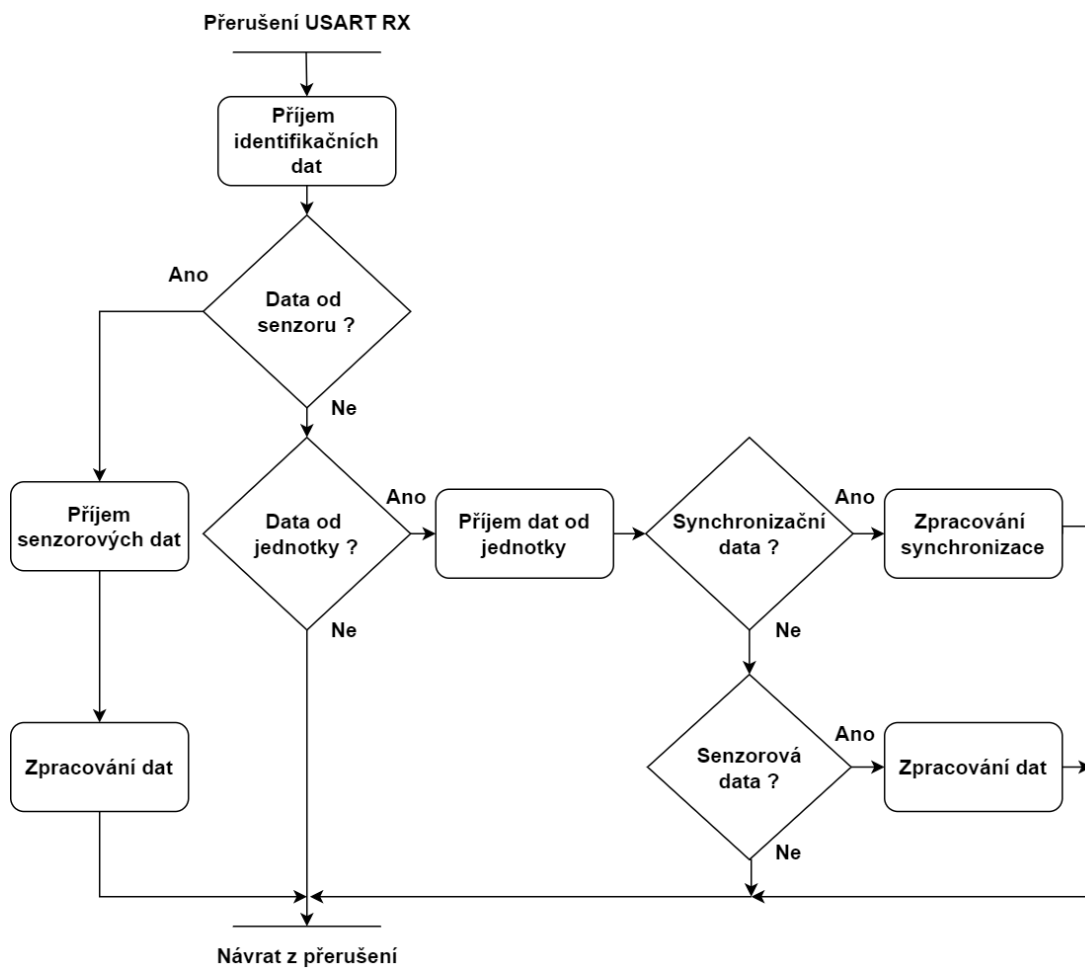 Přerušení USART RX
Příjem
identifikačních
dat
Ano
Data od
senzoru ?
Ne
Příjem
senzorových dat
Data od
jednotky ?
Ano
Příjem dat od
jednotky
Synchronizační
data ?
Ano
Zpracování
synchronizace
Ne
Ne
Zpracování dat
Senzorová
data ?
Ano
Zpracování dat
Ne
Návrat z přerušení